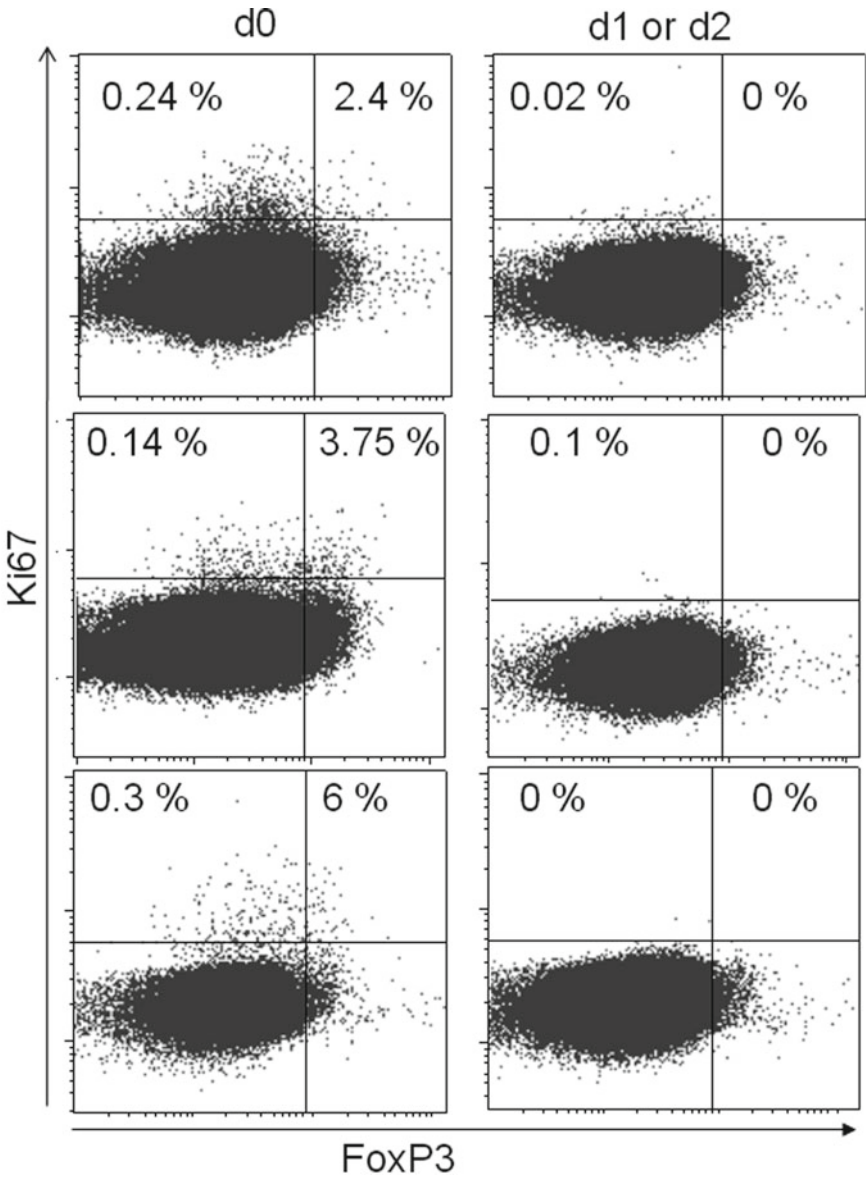 d0 d1 or d2
0.24 % 2.4 % 0.02 % 0 %
0.14 % 3.75 % 0.1 % 0 %
Ki67
0.3 % 6 % 0 % 0 %
FoxP3